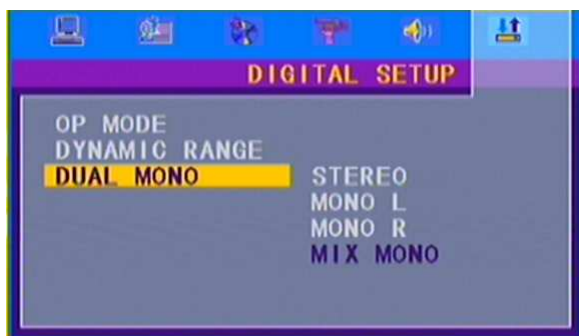 DIGITAL SETUP
OP MODE
DYNAMIC RANGE
DUAL MONO
STEREO
MONO L
MONO R
MIX MONO